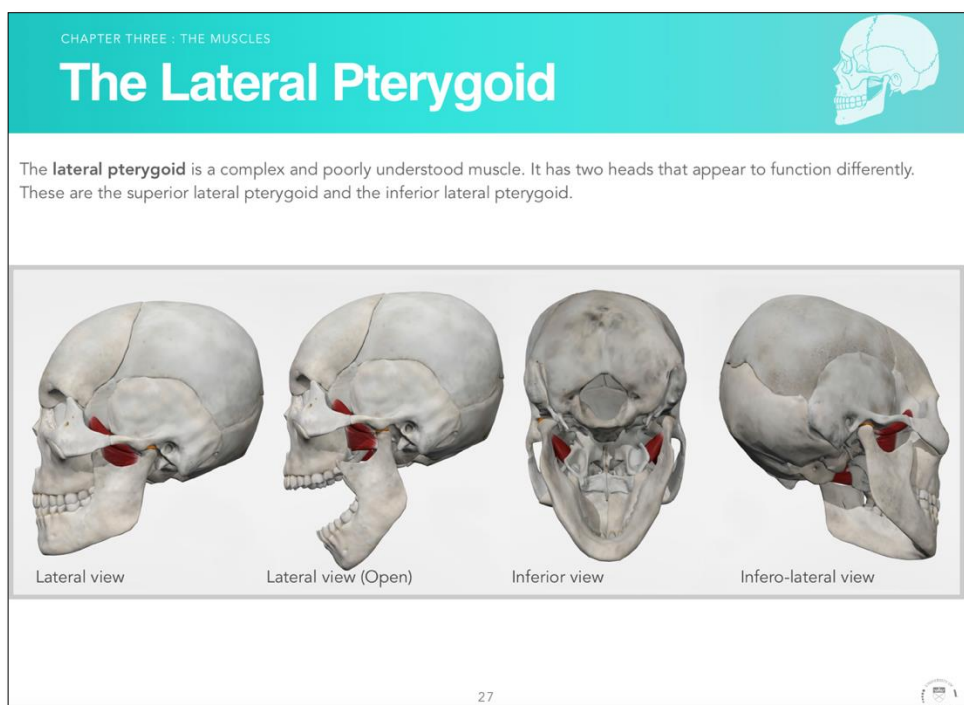 CHAPTER THREE : THE MUSCLES
The Lateral Pterygoid
The lateral pterygoid is a complex and poorly understood muscle. It has two heads that appear to function differently.
These are the superior lateral pterygoid and the inferior lateral pterygoid.
Lateral view
Lateral view (Open)
Inferior view
Infero-lateral view
27